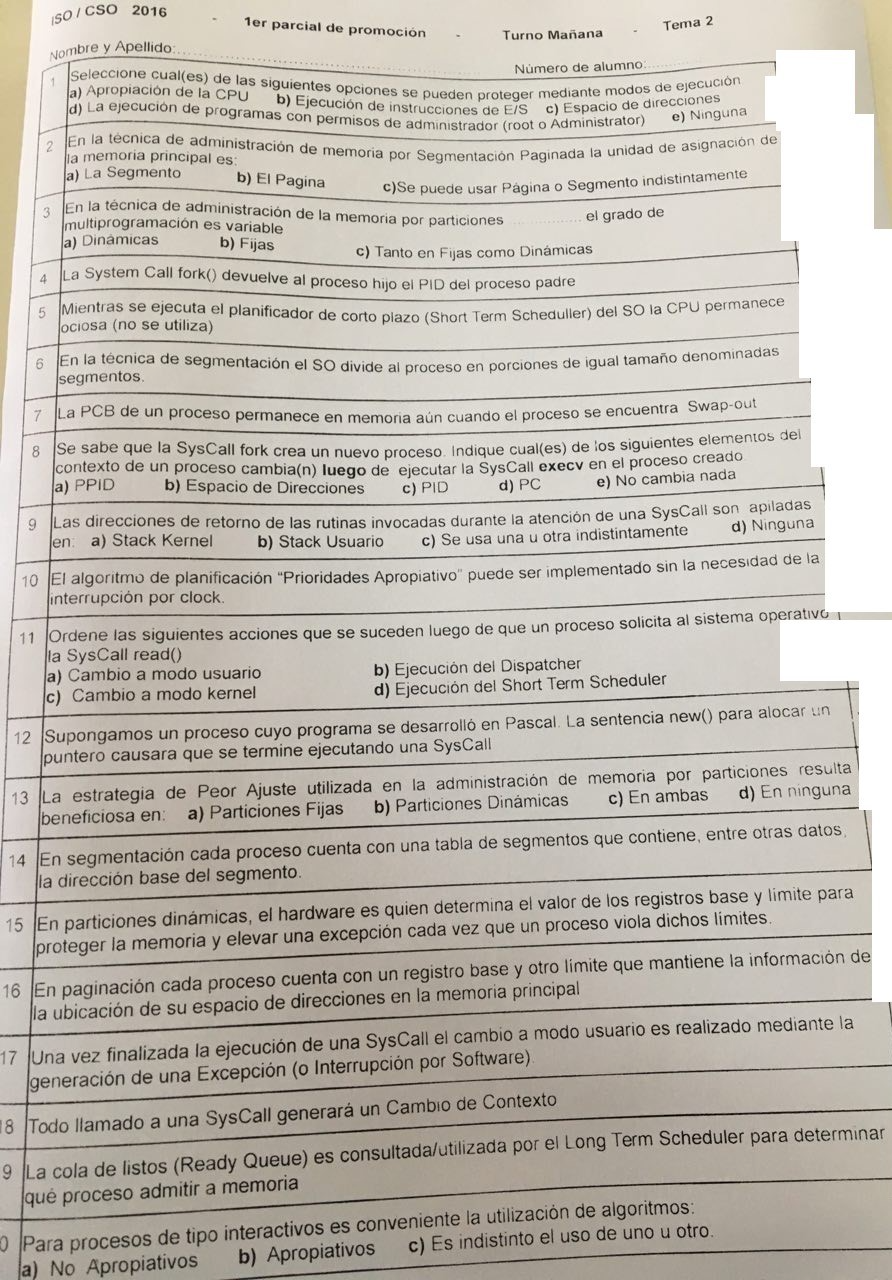 ISO / CSO 2016 - 1er parcial de promoción - Turno Mañana - Tema 2
Nombre y Apellido:
Número de alumno:
1 Seleccione cual(es) de las siguientes opciones se pueden proteger mediante modos de ejecución
a) Apropiación de la CPU b) Ejecución de instrucciones de E/S c) Espacio de direcciones
d) La ejecución de programas con permisos de administrador (root o Administrator) e) Ninguna
2 En la técnica de administración de memoria por Segmentación Paginada la unidad de asignación de
la memoria principal es:
a) La Segmento b) El Pagina c)Se puede usar Página o Segmento indistintamente
3 En la técnica de administración de la memoria por particiones ............... el grado de
multiprogramación es variable
a) Dinámicas b) Fijas c) Tanto en Fijas como Dinámicas
4 La System Call fork() devuelve al proceso hijo el PID del proceso padre
5 Mientras se ejecuta el planificador de corto plazo (Short Term Scheduller) del SO la CPU permanece
ociosa (no se utiliza)
6 En la técnica de segmentación el SO divide al proceso en porciones de igual tamaño denominadas
segmentos.
7 La PCB de un proceso permanece en memoria aún cuando el proceso se encuentra Swap-out
8 Se sabe que la SysCall fork crea un nuevo proceso. Indique cual(es) de los siguientes elementos del
contexto de un proceso cambia(n) luego de ejecutar la SysCall execv en el proceso creado
a) PPID b) Espacio de Direcciones c) PID d) PC e) No cambia nada
9 Las direcciones de retorno de las rutinas invocadas durante la atención de una SysCall son apiladas
en: a) Stack Kernel b) Stack Usuario c) Se usa una u otra indistintamente d) Ninguna
10 El algoritmo de planificación "Prioridades Apropiativo" puede ser implementado sin la necesidad de la
interrupción por clock.
11 Ordene las siguientes acciones que se suceden luego de que un proceso solicita al sistema operativo
la SysCall read()
a) Cambio a modo usuario b) Ejecución del Dispatcher
c) Cambio a modo kernel d) Ejecución del Short Term Scheduler
12 Supongamos un proceso cuyo programa se desarrolló en Pascal. La sentencia new() para alocar un
puntero causara que se termine ejecutando una SysCall
13 La estrategia de Peor Ajuste utilizada en la administración de memoria por particiones resulta
beneficiosa en: a) Particiones Fijas b) Particiones Dinámicas c) En ambas d) En ninguna
14 En segmentación cada proceso cuenta con una tabla de segmentos que contiene, entre otras datos,
la dirección base del segmento.
15 En particiones dinámicas, el hardware es quien determina el valor de los registros base y límite para
proteger la memoria y elevar una excepción cada vez que un proceso viola dichos límites.
16 En paginación cada proceso cuenta con un registro base y otro límite que mantiene la información de
la ubicación de su espacio de direcciones en la memoria principal
17 Una vez finalizada la ejecución de una SysCall el cambio a modo usuario es realizado mediante la
generación de una Excepción (o Interrupción por Software).
18 Todo llamado a una SysCall generará un Cambio de Contexto
9 La cola de listos (Ready Queue) es consultada/utilizada por el Long Term Scheduler para determinar
qué proceso admitir a memoria
0 Para procesos de tipo interactivos es conveniente la utilización de algoritmos:
a) No Apropiativos b) Apropiativos c) Es indistinto el uso de uno u otro.